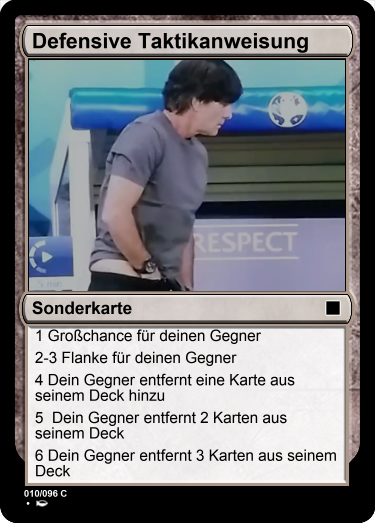 Defensive Taktikanweisung
RESPECT
Sonderkarte
1 Großchance für deinen Gegner
2-3 Flanke für deinen Gegner
4 Dein Gegner entfernt eine Karte aus
seinem Deck hinzu
5 Dein Gegner entfernt 2 Karten aus
seinem Deck
6 Dein Gegner entfernt 3 Karten aus seinem
Deck
010/096 C